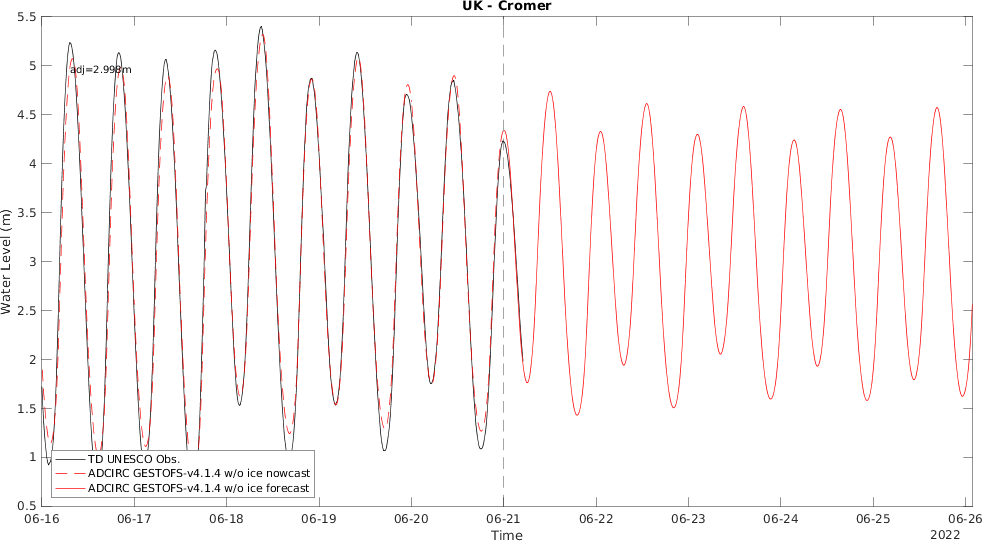 UK - Cromer
5.5
5
4.5
4
3.5
3
2.5
2
1.5
1
0.5
Water Level (m)
adj=2.998m
TD UNESCO Obs.
ADCIRC GESTOFS-v4.1.4 w/o ice nowcast
ADCIRC GESTOFS-v4.1.4 w/o ice forecast
06-16 06-17 06-18 06-19 06-20 06-21 06-22 06-23 06-24 06-25 06-26
Time
2022